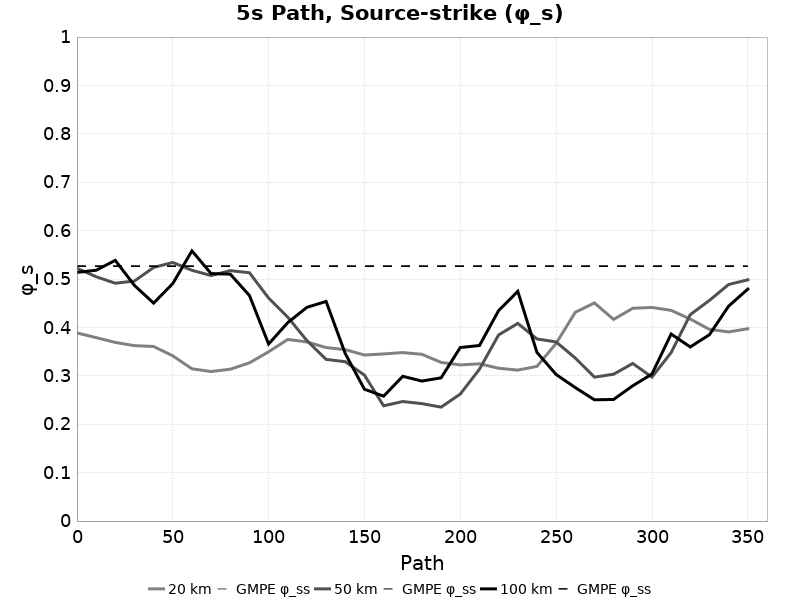 5s Path, Source-strike (φ_s)
1
0.9
0.8
0.7
0.6
0.5
0.4
0.3
0.2
0.1
0
φ_s
0 50 100 150 200 250 300 350
Path
20 km GMPE φ_ss 50 km GMPE φ_ss 100 km GMPE φ_ss